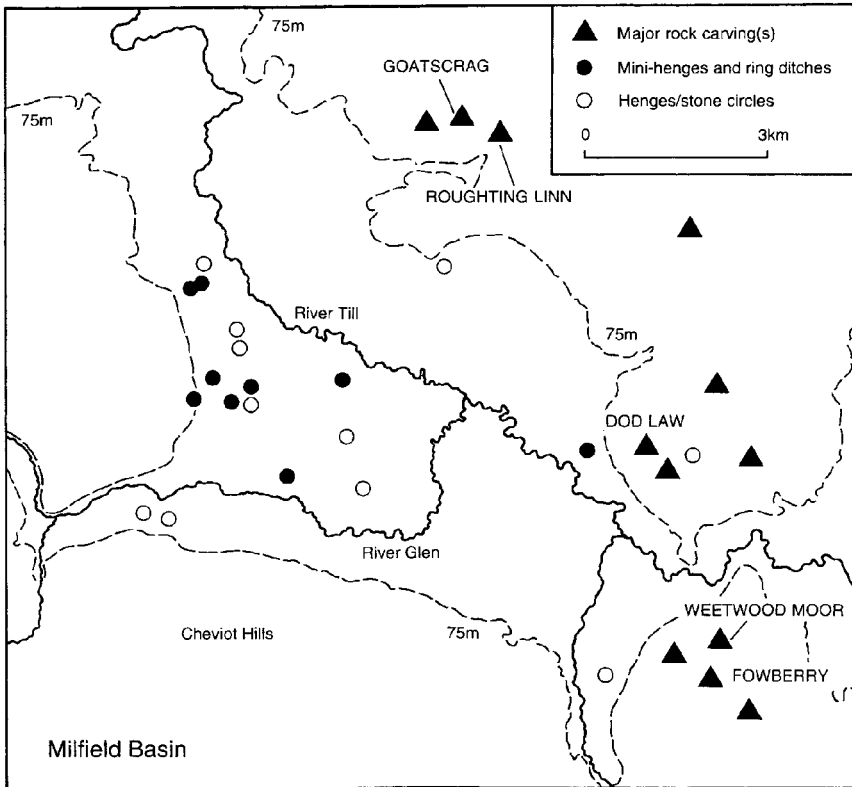 75m
GOATSCRAG
Major rock carving(s)
Mini-henges and ring ditches
Henges/stone circles
0 3km
75m
ROUGHTING LINN
River Till
75m
DOD LAW
River Glen
WEETWOOD MOOR
Cheviot Hills
75m
FOWBERRY
Milfield Basin